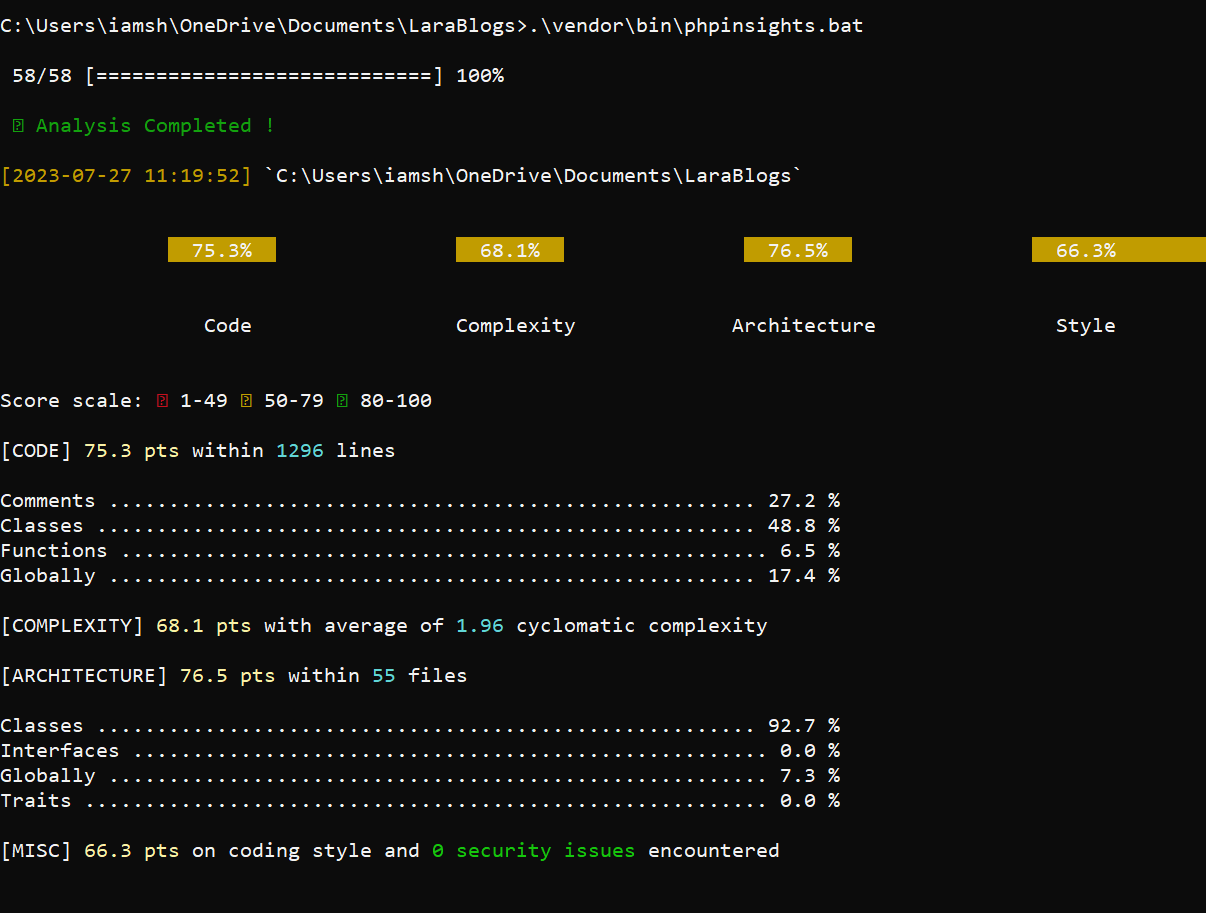 C:\Users\iamsh\OneDrive\Documents\LaraBlogs>.\vendor\bin\phpinsights.bat
58/58 [============================] 100%
⍰ Analysis Completed !
[2023-07-27 11:19:52] `C:\Users\iamsh\OneDrive\Documents\LaraBlogs`
75.3% 68.1% 76.5% 66.3%
Code Complexity Architecture Style
Score scale: ⍰ 1-49 ⍰ 50-79 ⍰ 80-100
[CODE] 75.3 pts within 1296 lines
Comments ...................................................... 27.2 %
Classes ....................................................... 48.8 %
Functions ...................................................... 6.5 %
Globally ...................................................... 17.4 %
[COMPLEXITY] 68.1 pts with average of 1.96 cyclomatic complexity
[ARCHITECTURE] 76.5 pts within 55 files
Classes ....................................................... 92.7 %
Interfaces ..................................................... 0.0 %
Globally ....................................................... 7.3 %
Traits ......................................................... 0.0 %
[MISC] 66.3 pts on coding style and 0 security issues encountered